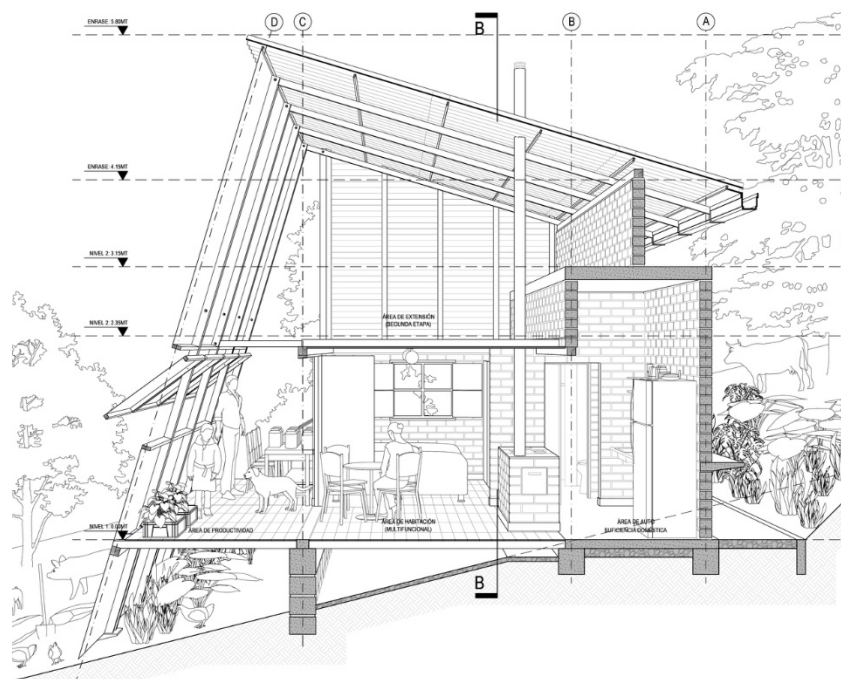 D C B B A
ENRASE: 5.80MT
ENRASE: 4.19MT
NIVEL 2: 3.15MT
ÁREA DE EXTENSIÓN
(SEGUNDA ETAPA)
NIVEL 2: 2.35MT
NIVEL 1: 0.00MT
ÁREA DE PRODUCTIVIDAD
ÁREA DE HABITACIÓN
(MULTIFUNCIONAL)
ÁREA DE AUTO
SUFICIENCIA DOMÉSTICA
B